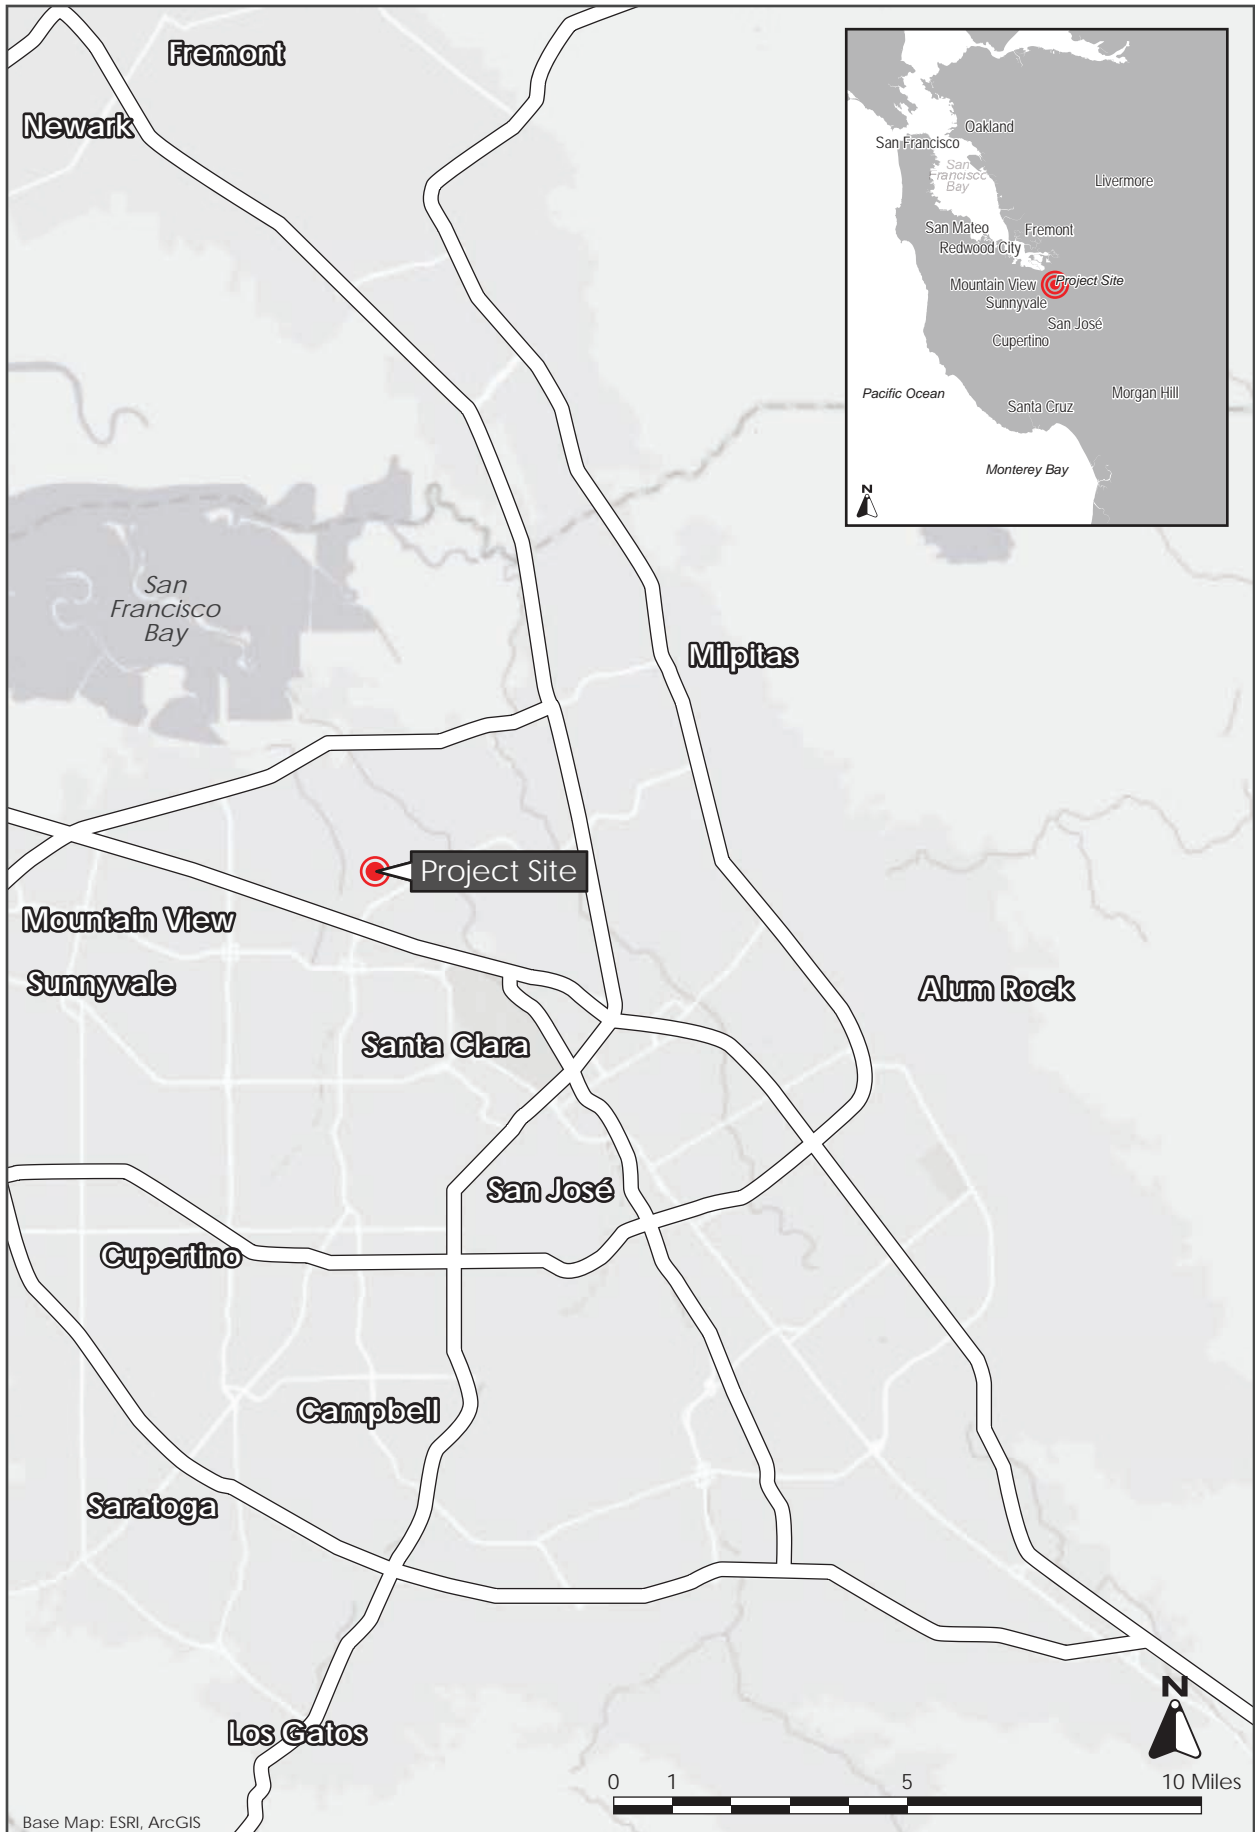 Fremont
Newark
Oakland
San Francisco
San
Francisco
Bay
Livermore
San Mateo
Fremont
Redwood City
Mountain View
Project Site
Sunnyvale
San José
Cupertino
Pacific Ocean
Morgan Hill
Santa Cruz
Monterey Bay
N
San
Francisco
Bay
Milpitas
Project Site
Mountain View
Sunnyvale
Alum Rock
Santa Clara
San José
Cupertino
Campbell
Saratoga
Los Gatos
N
0 1 5 10 Miles
Base Map: ESRI, ArcGIS